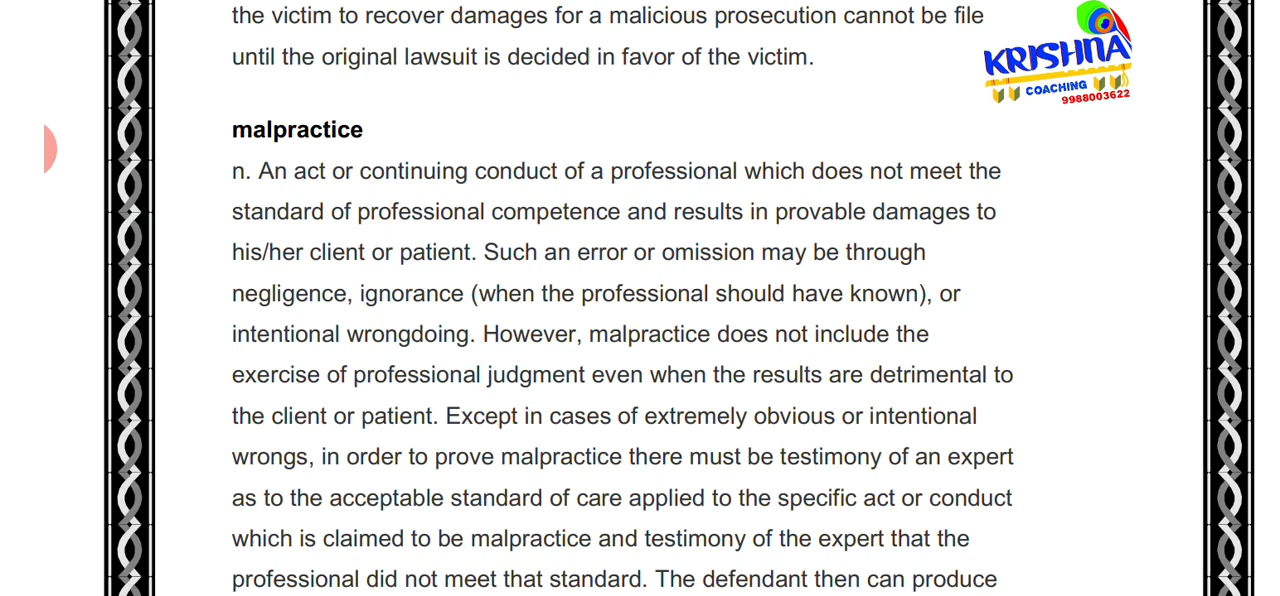 the victim to recover damages for a malicious prosecution cannot be file
until the original lawsuit is decided in favor of the victim.
KRISHNA
COACHING
9988003622
malpractice
n. An act or continuing conduct of a professional which does not meet the
standard of professional competence and results in provable damages to
his/her client or patient. Such an error or omission may be through
negligence, ignorance (when the professional should have known), or
intentional wrongdoing. However, malpractice does not include the
exercise of professional judgment even when the results are detrimental to
the client or patient. Except in cases of extremely obvious or intentional
wrongs, in order to prove malpractice there must be testimony of an expert
as to the acceptable standard of care applied to the specific act or conduct
which is claimed to be malpractice and testimony of the expert that the
professional did not meet that standard. The defendant then can produce